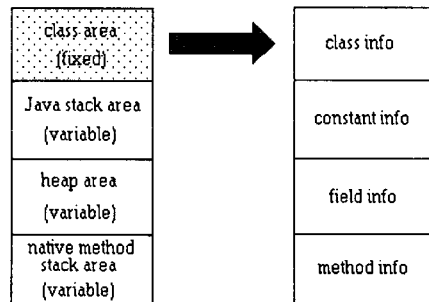 class area
(fixed)
Java stack area
(variable)
heap area
(variable)
native method
stack area
(variable)
class info
constant info
field info
method info